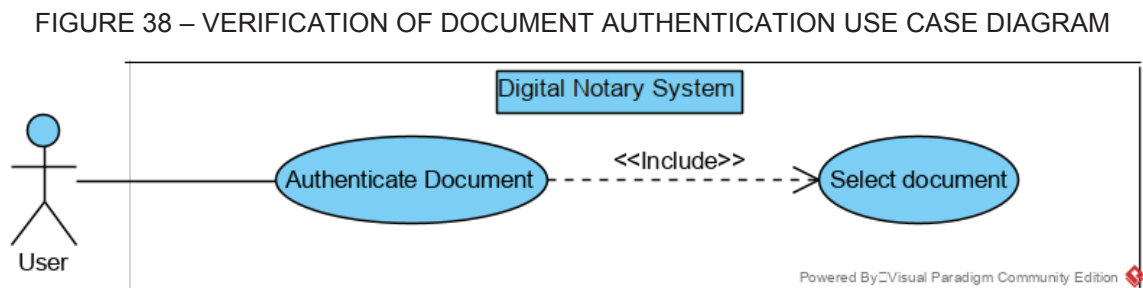 FIGURE 38 – VERIFICATION OF DOCUMENT AUTHENTICATION USE CASE DIAGRAM
Digital Notary System
Authenticate Document
<<Include>>
Select document
User
Powered By Visual Paradigm Community Edition